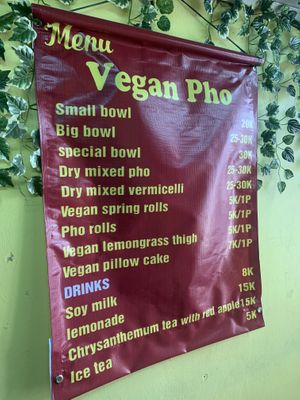 Menu
Vegan Pho
Small bowl 20K
Big bowl 25-30K
special bowl 30K
Dry mixed pho 25-30K
Dry mixed vermicelli 25-30K
Vegan spring rolls 5K/1P
Pho rolls 5K/1P
Vegan lemongrass thigh 5K/1P
Vegan pillow cake 7K/1P
DRINKS
Soy milk 8K
lemonade 15K
Chrysanthemum tea with red apple 15K
Ice tea 5K